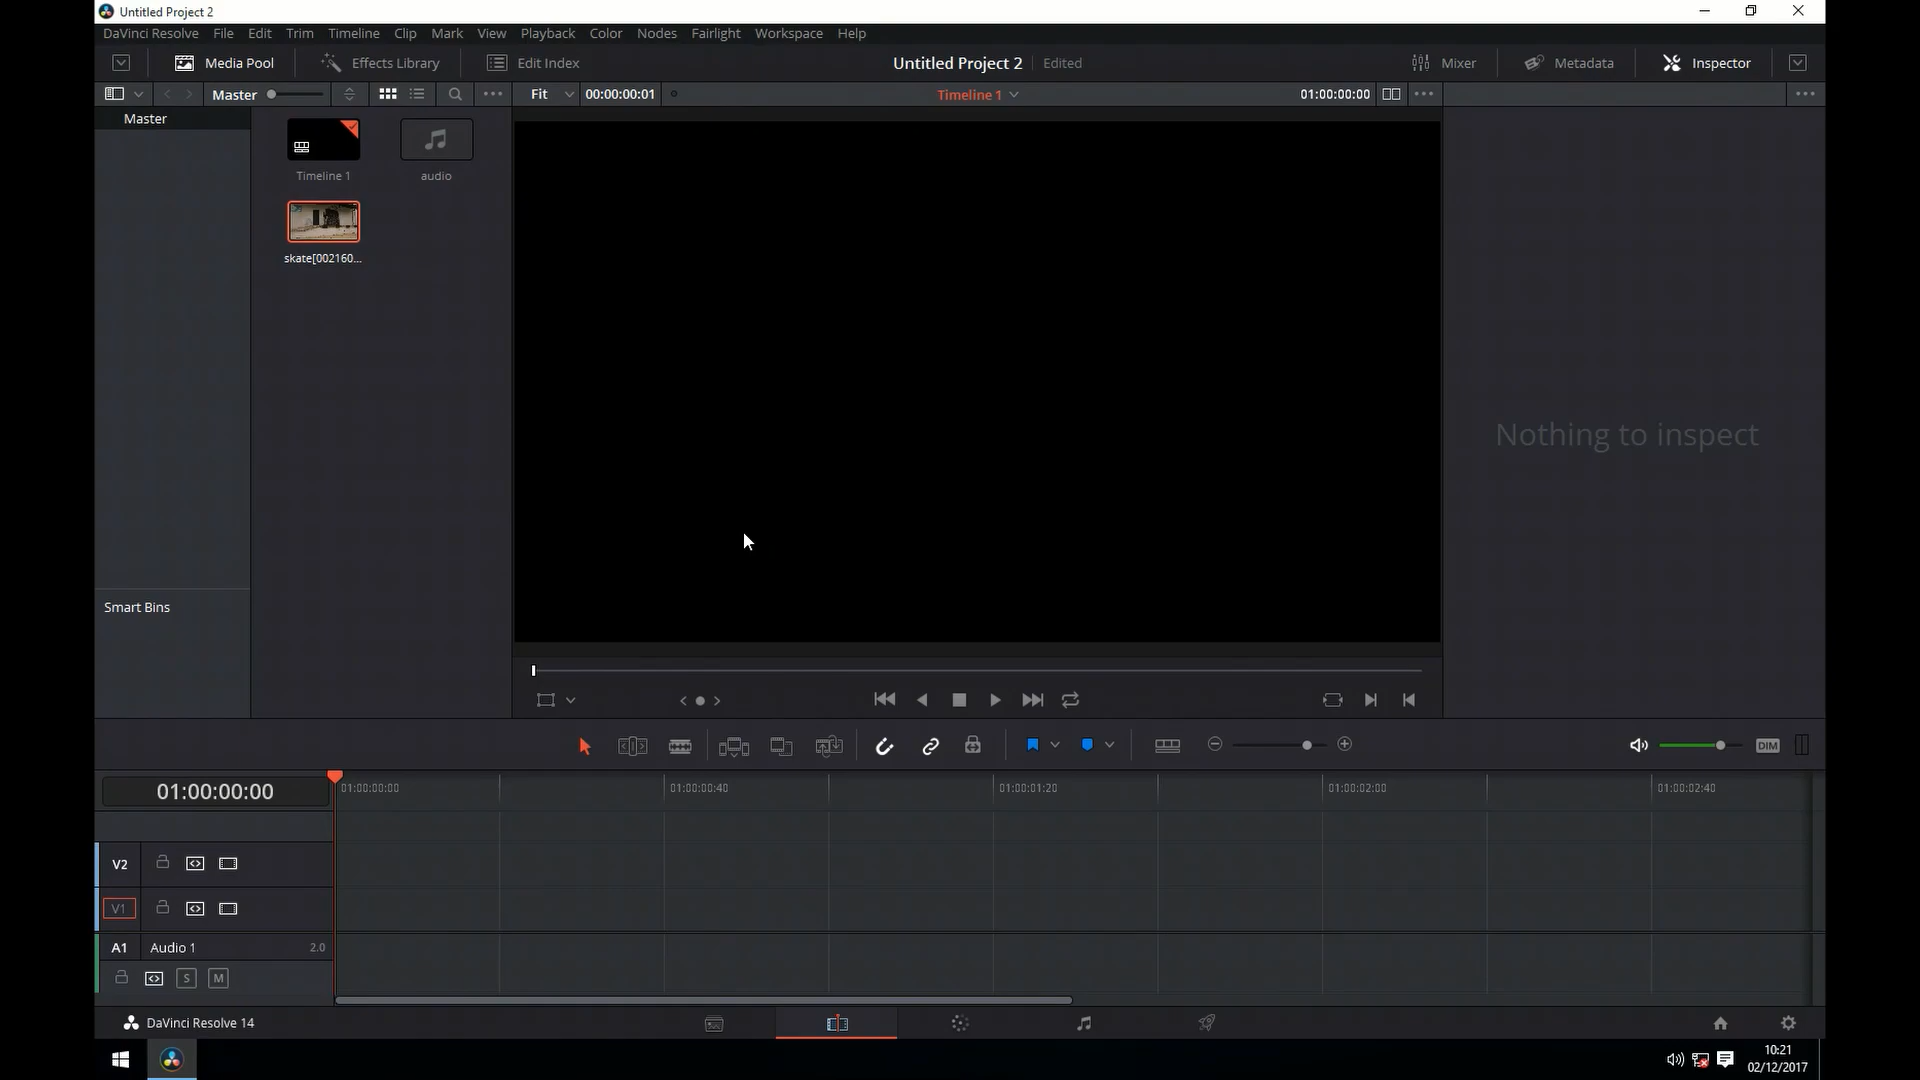 Untitled Project 2
DaVinci Resolve File Edit Trim Timeline Clip Mark View Playback Color Nodes Fairlight Workspace Help
Media Pool Effects Library Edit Index Untitled Project 2 Edited Mixer Metadata Inspector
Master Fit 00:00:00:01 Timeline 1 01:00:00:00
Master
Timeline 1 audio
skate[002160...
Nothing to inspect
Smart Bins
DIM
01:00:00:00 01:00:00:00 01:00:00:40 01:00:01:20 01:00:02:00 01:00:02:40
V2
V1
A1 Audio 1 2.0
S M
DaVinci Resolve 14
10:21
02/12/2017